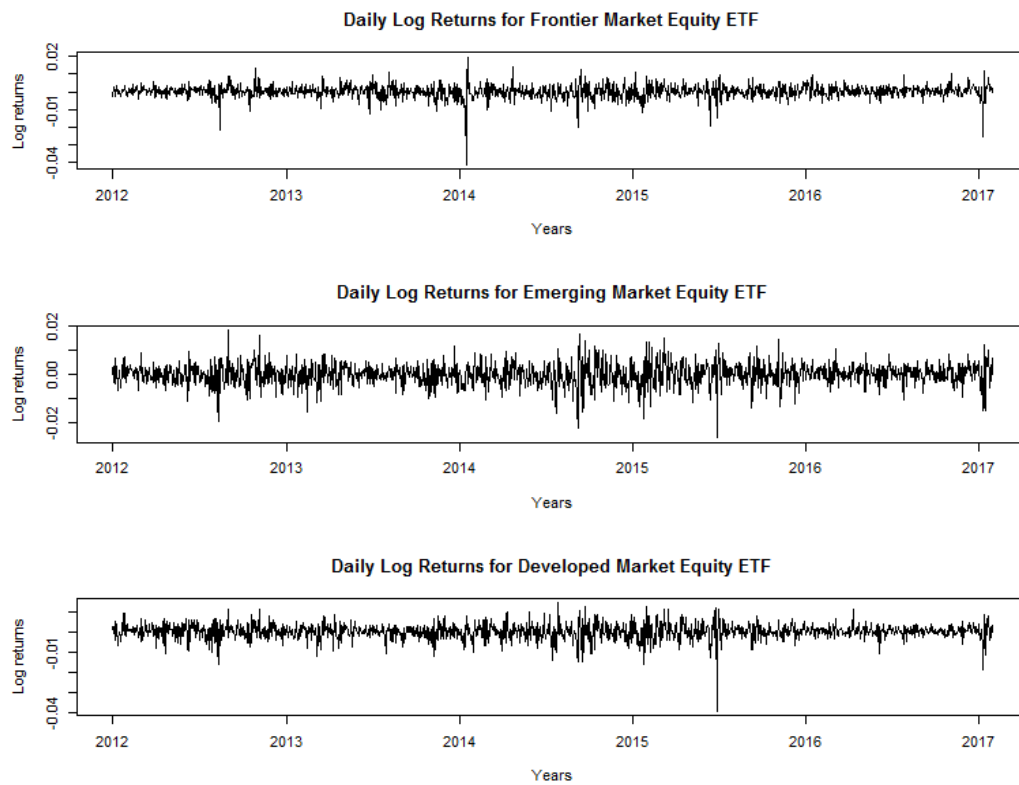 Daily Log Returns for Frontier Market Equity ETF
Log returns
0.02
-0.01
-0.04
2012 2013 2014 2015 2016 2017
Years
Daily Log Returns for Emerging Market Equity ETF
Log returns
0.02
0.00
-0.02
2012 2013 2014 2015 2016 2017
Years
Daily Log Returns for Developed Market Equity ETF
Log returns
-0.01
-0.04
2012 2013 2014 2015 2016 2017
Years